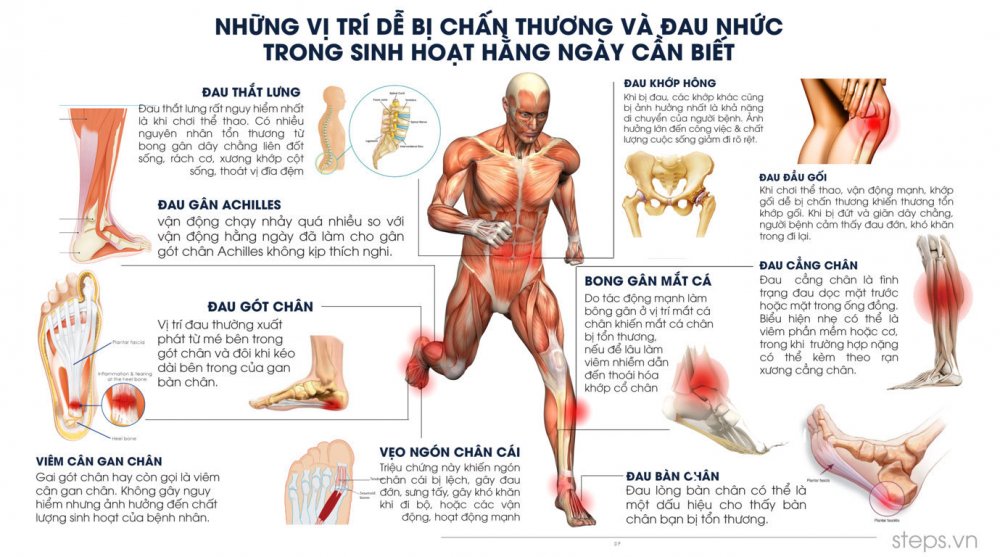 NHỮNG VỊ TRÍ DỄ BỊ CHẤN THƯƠNG VÀ ĐAU NHỨC
TRONG SINH HOẠT HẰNG NGÀY CẦN BIẾT
ĐAU THẮT LƯNG
Đau thắt lưng rất nguy hiểm nhất
là khi chơi thể thao. Có nhiều
nguyên nhân tổn thương từ
bong gân dây chằng liên đốt
sống, rách cơ, xương khớp cột
sống, thoát vị đĩa đệm
ĐAU GÂN ACHILLES
vận động chạy nhảy quá nhiều so với
vận động hằng ngày đã làm cho gân
gót chân Achilles không kịp thích nghi.
ĐAU GÓT CHÂN
Vị trí đau thường xuất
phát từ mé bên trong
gót chân và đôi khi kéo
dài bên trong của gan
bàn chân.
Plantar fascia
Inflammation & tearing
at the heel bone
Heel bone
VIÊM CÂN GAN CHÂN
Gai gót chân hay còn gọi là viêm
cân gan chân. Không gây nguy
hiểm nhưng ảnh hưởng đến chất
lượng sinh hoạt của bệnh nhân.
VẸO NGÓN CHÂN CÁI
Triệu chứng này khiến ngón
chân cái bị lệch, gây đau
đớn, sưng tấy, gây khó khăn
khi đi bộ, hoặc các vận
động, hoạt động mạnh
ĐAU KHỚP HÔNG
Khi bị đau, các khớp khác cũng
bị ảnh hưởng nhất là khả năng
di chuyển của người bệnh. Ảnh
hưởng lớn đến công việc & chất
lượng cuộc sống giảm đi rõ rệt.
ĐAU ĐẦU GỐI
Khi chơi thể thao, vận động mạnh, khớp
gối dễ bị chấn thương khiến thương tổn
khớp gối. Khi bị đứt và giãn dây chằng,
người bệnh cảm thấy đau đớn, khó khăn
trong đi lại.
BONG GÂN MẮT CÁ
Do tác động mạnh làm
bóng gân ở vị trí mắt cá
chân khiến mắt cá chân
bị tổn thương,
nếu để lâu làm
viêm nhiễm dẫn
đến thoái hóa
khớp cổ chân
ĐAU CẲNG CHÂN
Đau cẳng chân là tình
trạng đau dọc mặt trước
hoặc mặt trong ống đồng.
Biểu hiện nhẹ có thể là
viêm phần mềm hoặc cơ,
trong khi trường hợp nặng
có thể kèm theo rạn
xương cẳng chân.
ĐAU BÀN CHÂN
Đau lòng bàn chân có thể là
một dấu hiệu cho thấy bàn
chân bạn bị tổn thương.
Plantar fascia
steps.vn